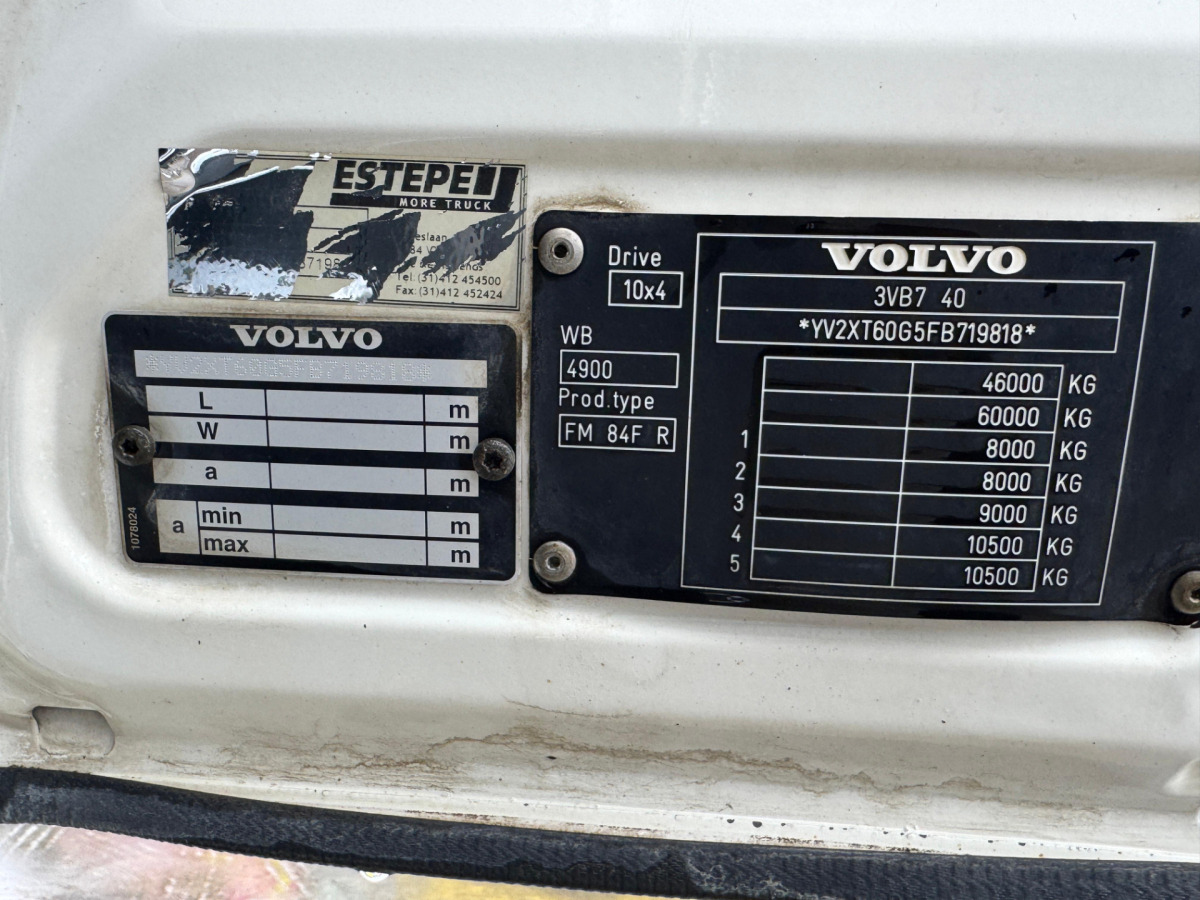 ESTEPE
MORE TRUCK
Tel: (31)412 454500
Fax: (31)412 452424
VOLVO
*YV2XT60G5FB719818*
L m
W m
a m
a min m
max m
1078024
Drive
10x4
WB
4900
Prod.type
FM 84F R
VOLVO
3VB7 40
*YV2XT60G5FB719818*
46000 KG
60000 KG
1 8000 KG
2 8000 KG
3 9000 KG
4 10500 KG
5 10500 KG